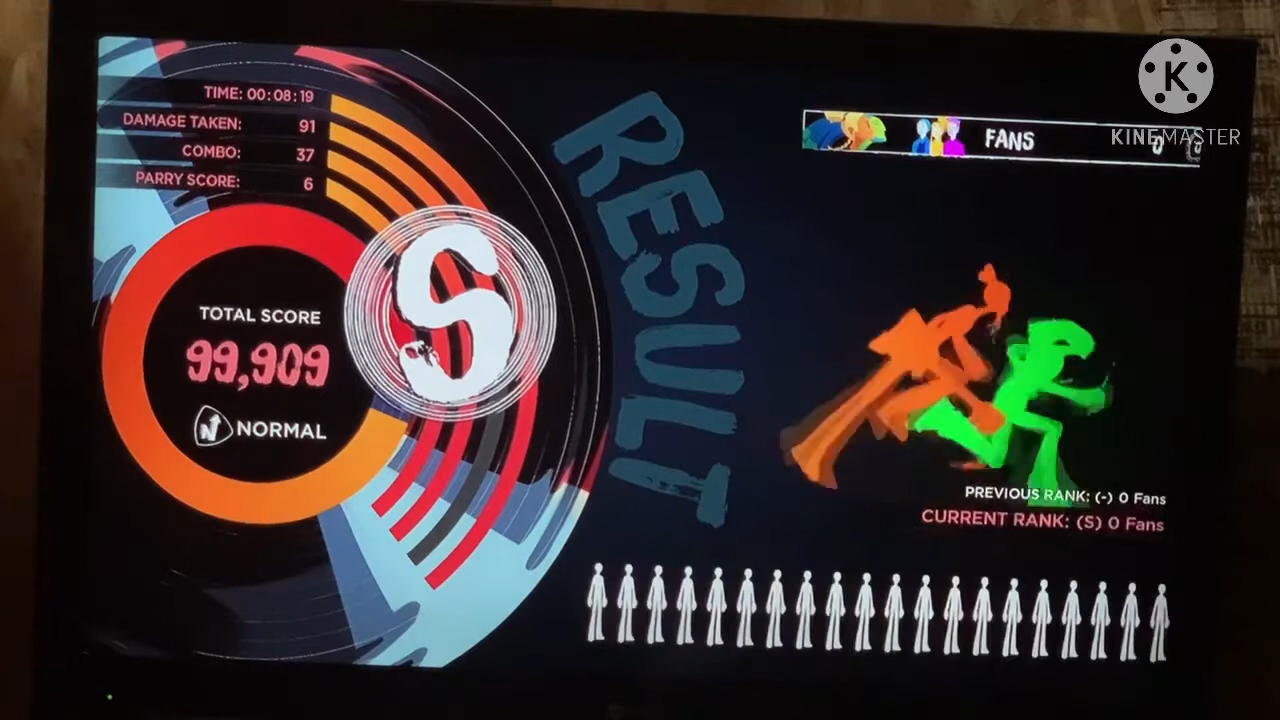 TIME: 00:08:19
DAMAGE TAKEN: 91
COMBO: 37
PARRY SCORE: 6
S
TOTAL SCORE
99,909
N NORMAL
RESULT
K
KINEMASTER
FANS 0
PREVIOUS RANK: (-) 0 Fans
CURRENT RANK: (S) 0 Fans